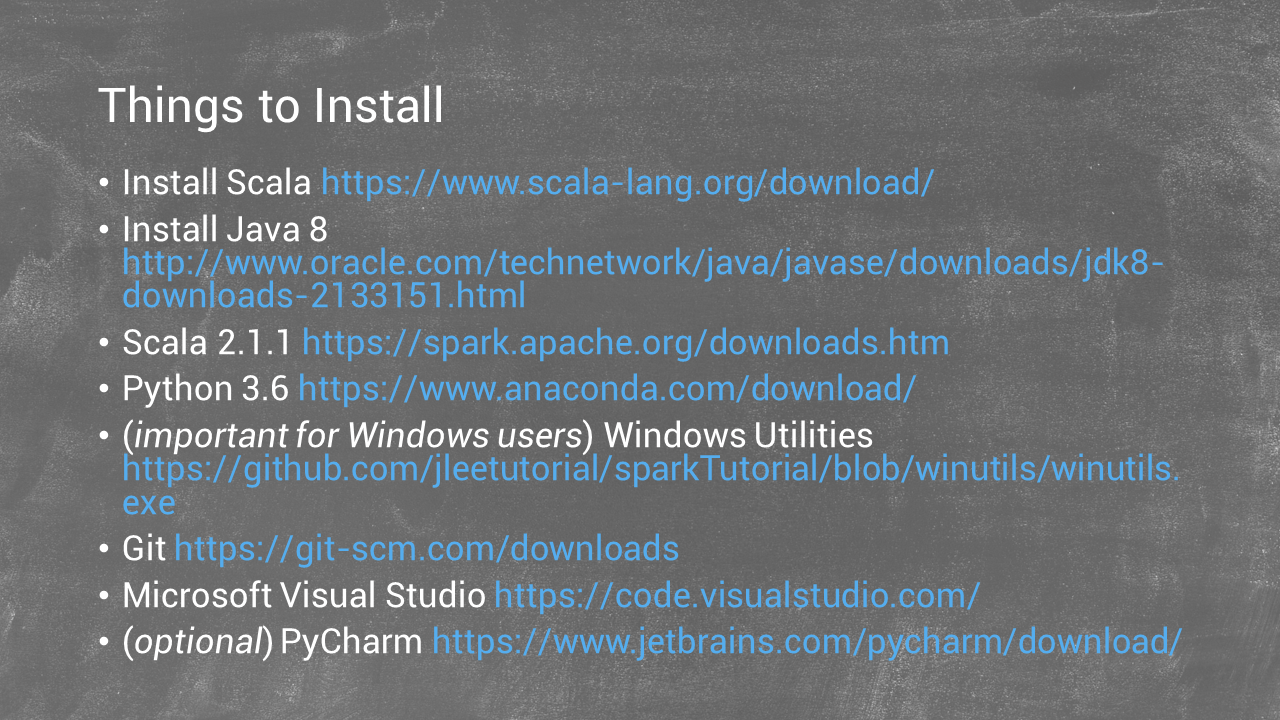 Things to Install
• Install Scala https://www.scala-lang.org/download/
• Install Java 8
http://www.oracle.com/technetwork/java/javase/downloads/jdk8-
downloads-2133151.html
• Scala 2.1.1 https://spark.apache.org/downloads.htm
• Python 3.6 https://www.anaconda.com/download/
• (important for Windows users) Windows Utilities
https://github.com/jleetutorial/sparkTutorial/blob/winutils/winutils.
exe
• Git https://git-scm.com/downloads
• Microsoft Visual Studio https://code.visualstudio.com/
• (optional) PyCharm https://www.jetbrains.com/pycharm/download/